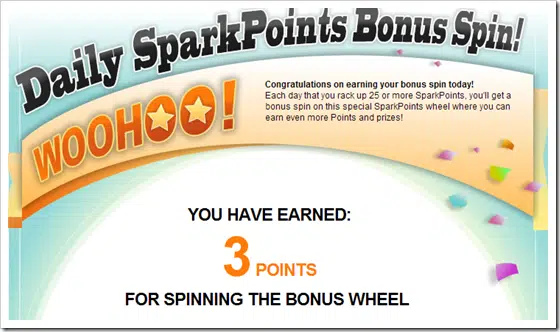 Daily SparkPoints Bonus Spin!
WOOHOO!
Congratulations on earning your bonus spin today!
Each day that you rack up 25 or more SparkPoints, you'll get a
bonus spin on this special SparkPoints wheel where you can
earn even more Points and prizes!
YOU HAVE EARNED:
3 POINTS
FOR SPINNING THE BONUS WHEEL